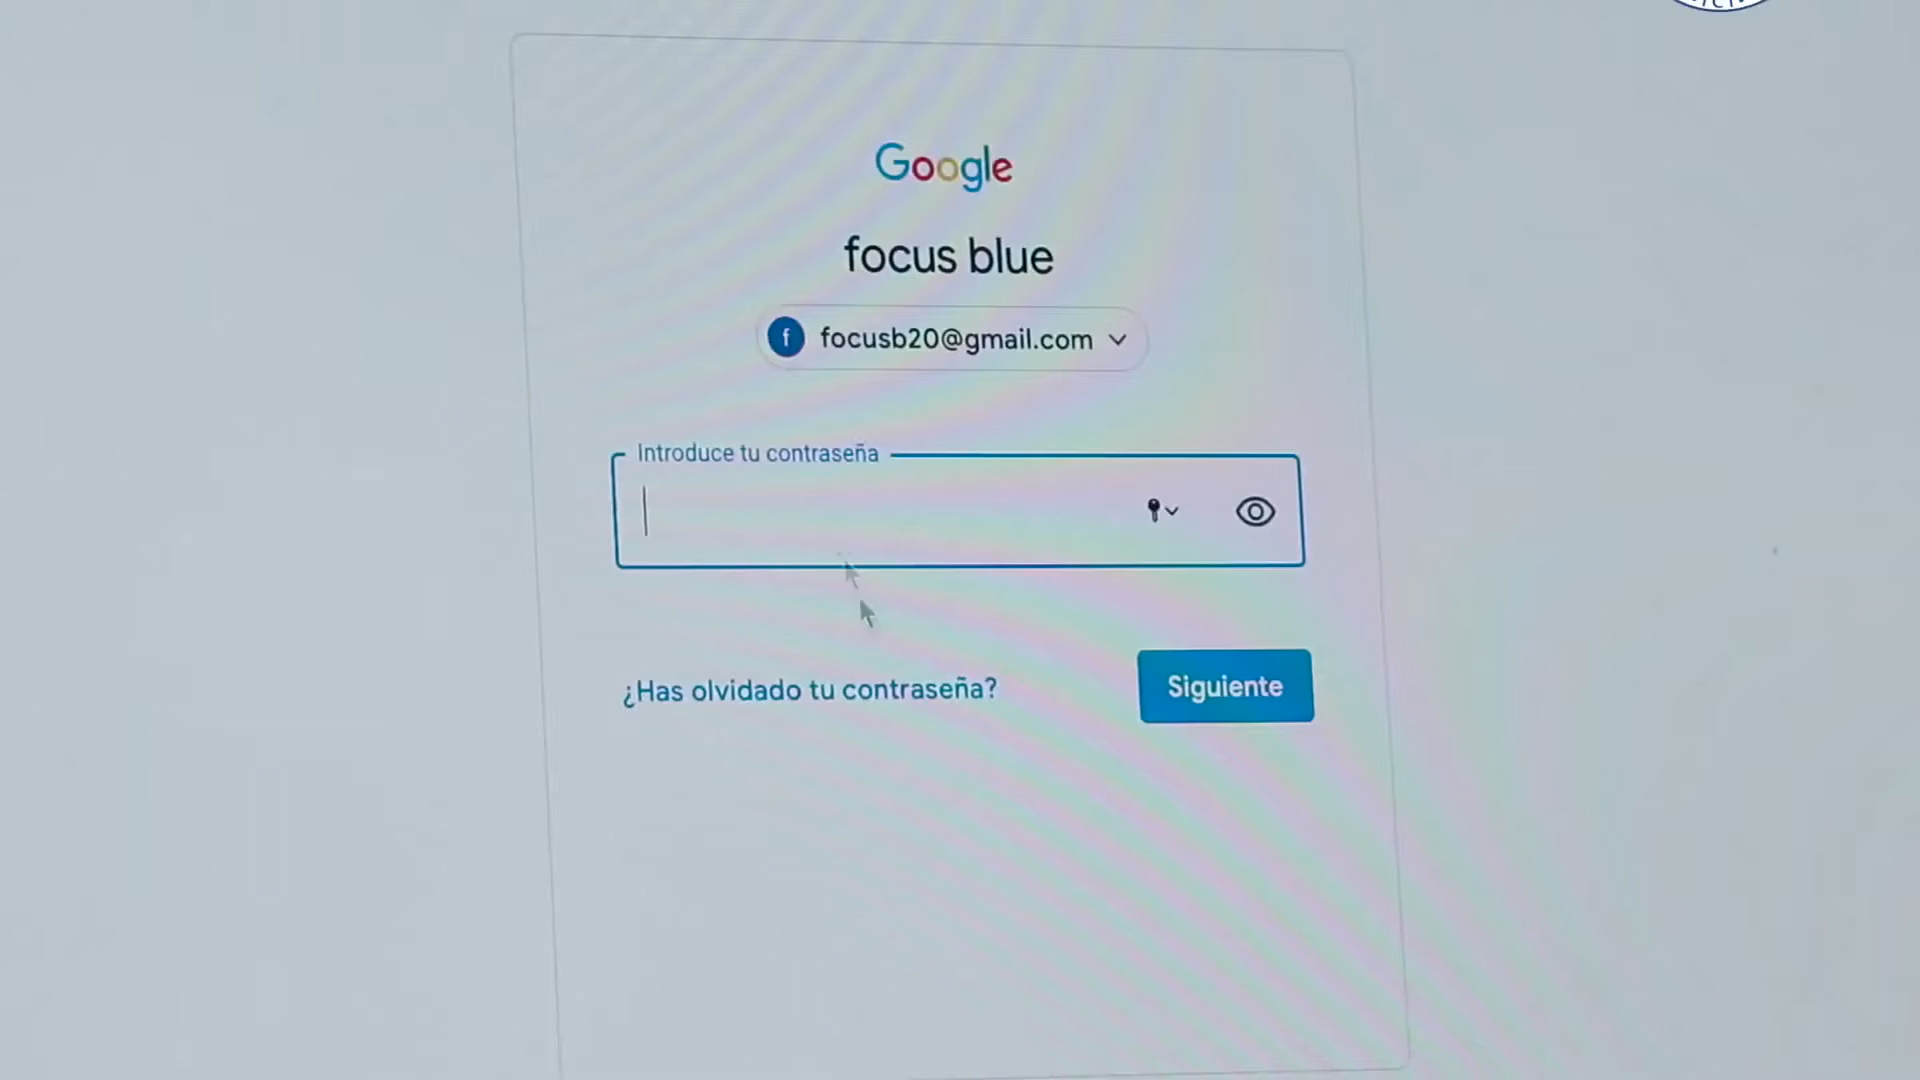 Google
focus blue
f focusb20@gmail.com
Introduce tu contraseña
¿Has olvidado tu contraseña?
Siguiente